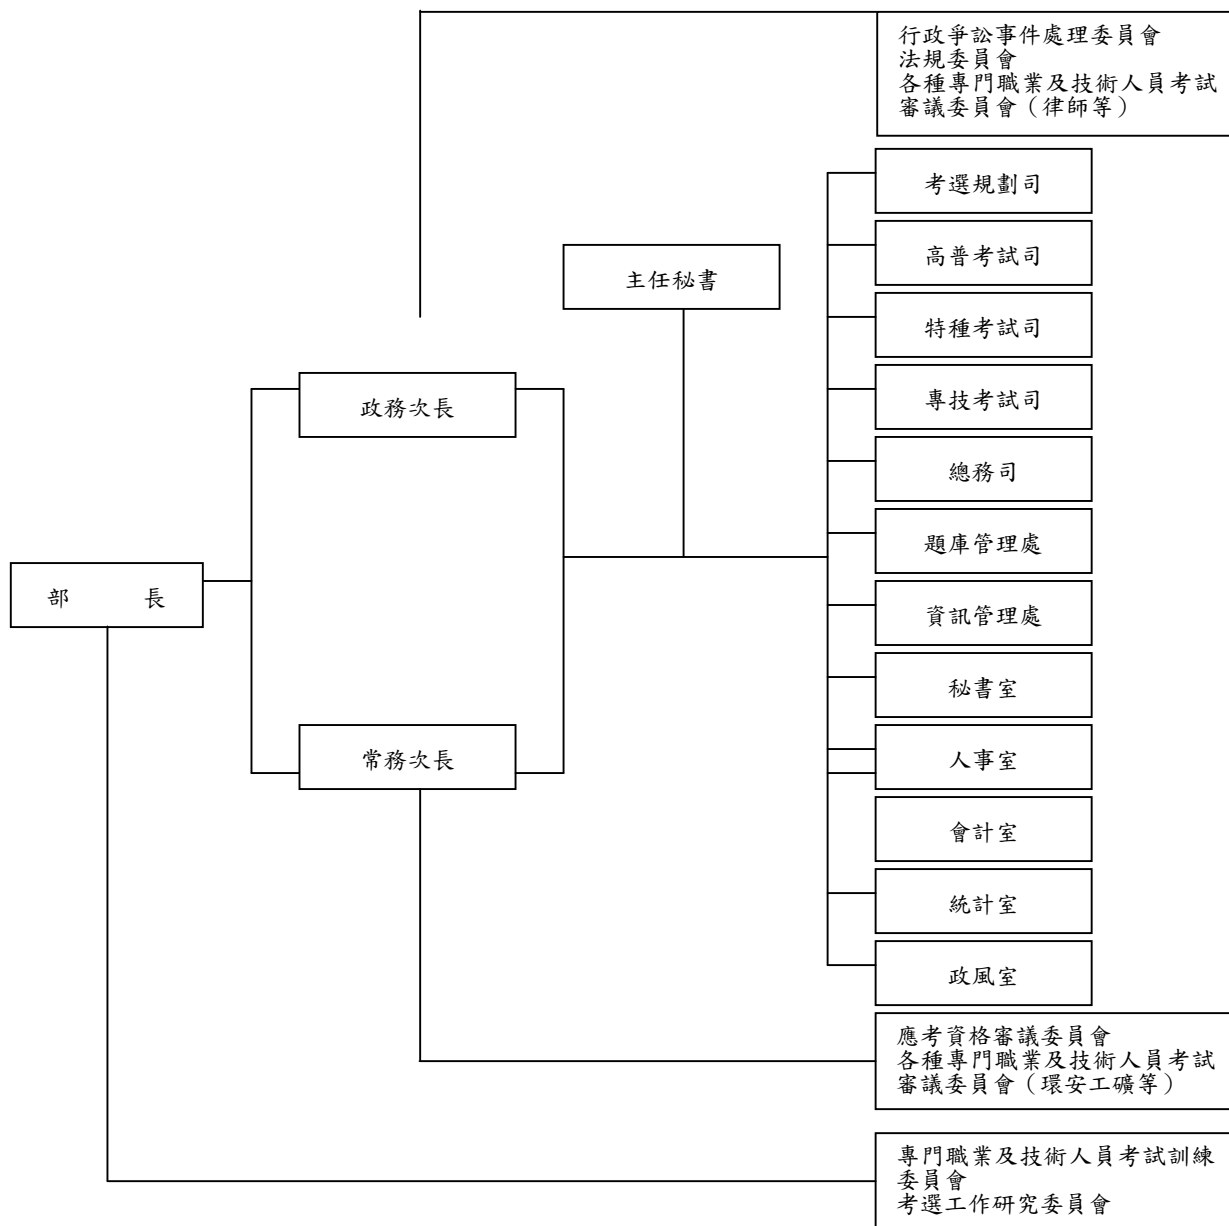 行政爭訟事件處理委員會
法規委員會
各種專門職業及技術人員考試
審議委員會（律師等）
考選規劃司
高普考試司
主任秘書
特種考試司
政務次長
專技考試司
總務司
題庫管理處
部　　長
資訊管理處
秘書室
常務次長
人事室
會計室
統計室
政風室
應考資格審議委員會
各種專門職業及技術人員考試
審議委員會（環安工礦等）
專門職業及技術人員考試訓練
委員會
考選工作研究委員會